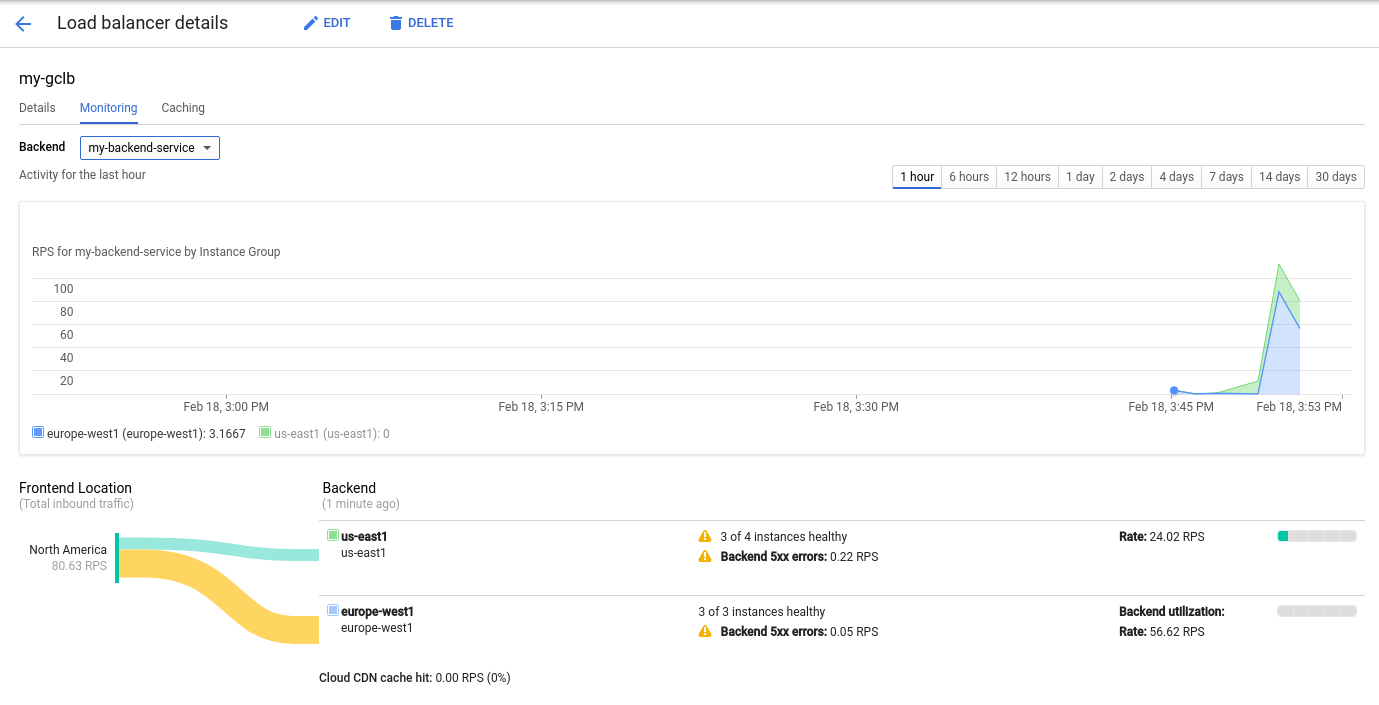 Load balancer details EDIT DELETE
my-gclb
Details Monitoring Caching
Backend my-backend-service
Activity for the last hour
1 hour 6 hours 12 hours 1 day 2 days 4 days 7 days 14 days 30 days
RPS for my-backend-service by Instance Group
100
80
60
40
20
Feb 18, 3:00 PM Feb 18, 3:15 PM Feb 18, 3:30 PM Feb 18, 3:45 PM Feb 18, 3:53 PM
europe-west1 (europe-west1): 3.1667 us-east1 (us-east1): 0
Frontend Location Backend
(Total inbound traffic) (1 minute ago)
us-east1 3 of 4 instances healthy Rate: 24.02 RPS
North America us-east1 Backend 5xx errors: 0.22 RPS
80.63 RPS
europe-west1 3 of 3 instances healthy Backend utilization:
europe-west1 Backend 5xx errors: 0.05 RPS Rate: 56.62 RPS
Cloud CDN cache hit: 0.00 RPS (0%)